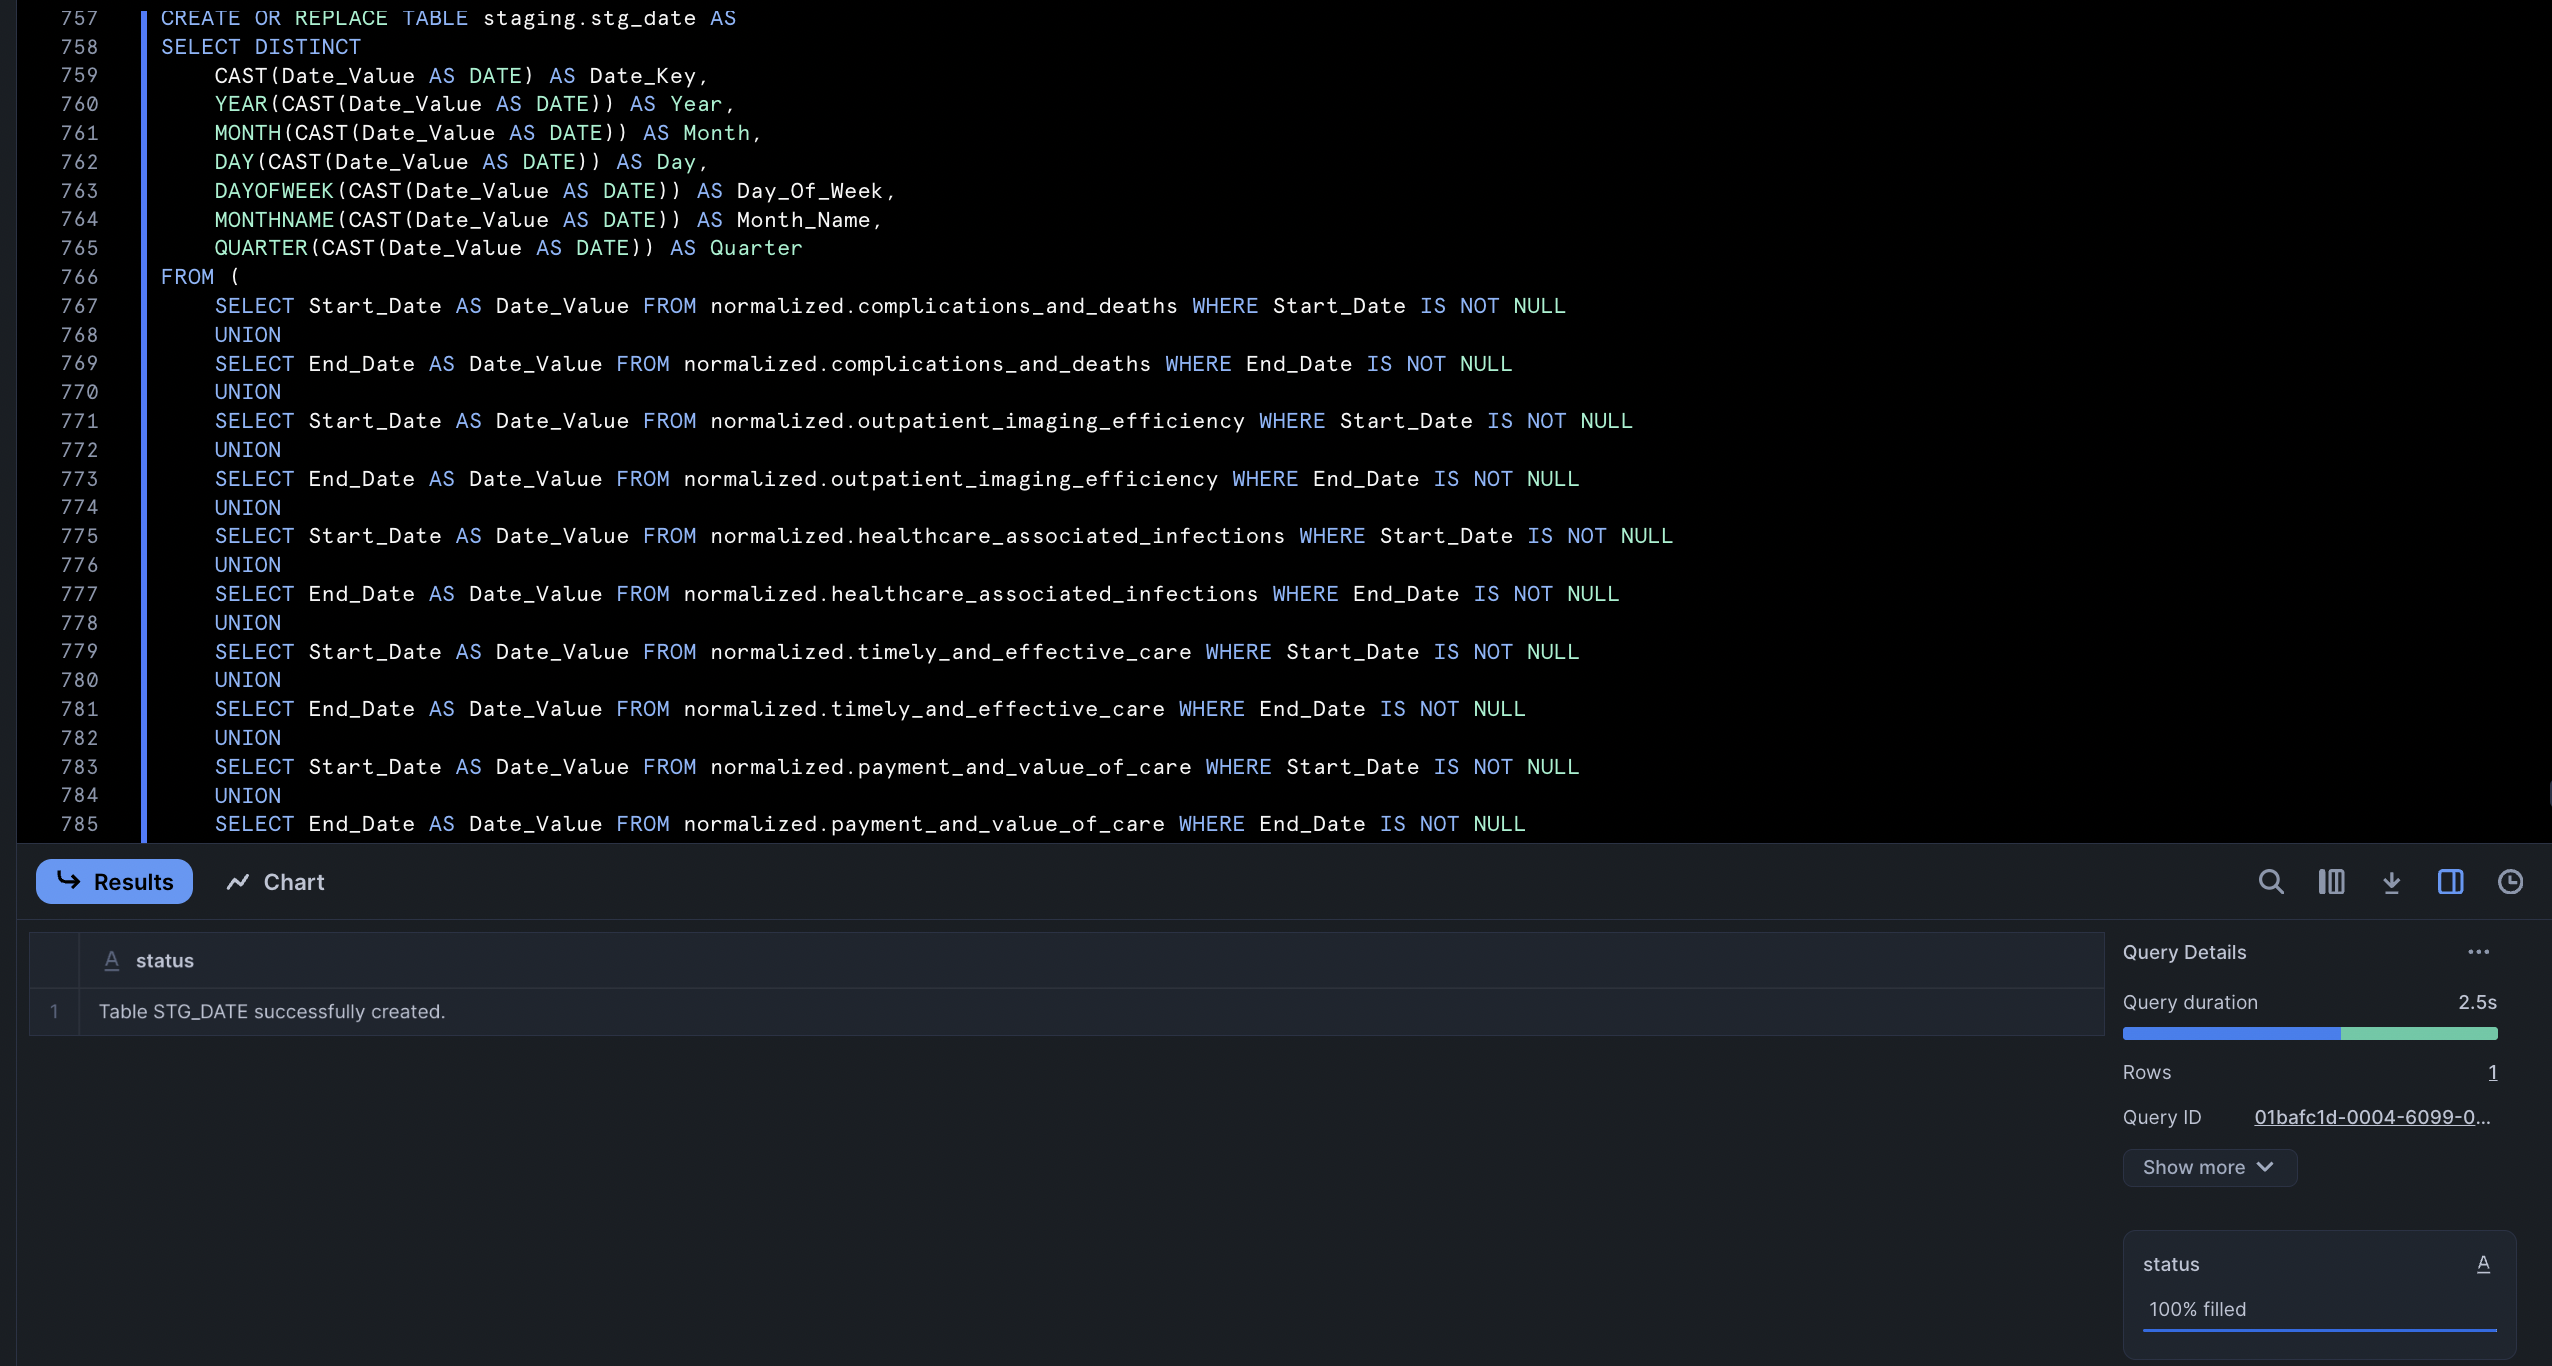 757 CREATE OR REPLACE TABLE staging.stg_date AS
758 SELECT DISTINCT
759 CAST(Date_Value AS DATE) AS Date_Key,
760 YEAR(CAST(Date_Value AS DATE)) AS Year,
761 MONTH(CAST(Date_Value AS DATE)) AS Month,
762 DAY(CAST(Date_Value AS DATE)) AS Day,
763 DAYOFWEEK(CAST(Date_Value AS DATE)) AS Day_Of_Week,
764 MONTHNAME(CAST(Date_Value AS DATE)) AS Month_Name,
765 QUARTER(CAST(Date_Value AS DATE)) AS Quarter
766 FROM (
767 SELECT Start_Date AS Date_Value FROM normalized.complications_and_deaths WHERE Start_Date IS NOT NULL
768 UNION
769 SELECT End_Date AS Date_Value FROM normalized.complications_and_deaths WHERE End_Date IS NOT NULL
770 UNION
771 SELECT Start_Date AS Date_Value FROM normalized.outpatient_imaging_efficiency WHERE Start_Date IS NOT NULL
772 UNION
773 SELECT End_Date AS Date_Value FROM normalized.outpatient_imaging_efficiency WHERE End_Date IS NOT NULL
774 UNION
775 SELECT Start_Date AS Date_Value FROM normalized.healthcare_associated_infections WHERE Start_Date IS NOT NULL
776 UNION
777 SELECT End_Date AS Date_Value FROM normalized.healthcare_associated_infections WHERE End_Date IS NOT NULL
778 UNION
779 SELECT Start_Date AS Date_Value FROM normalized.timely_and_effective_care WHERE Start_Date IS NOT NULL
780 UNION
781 SELECT End_Date AS Date_Value FROM normalized.timely_and_effective_care WHERE End_Date IS NOT NULL
782 UNION
783 SELECT Start_Date AS Date_Value FROM normalized.payment_and_value_of_care WHERE Start_Date IS NOT NULL
784 UNION
785 SELECT End_Date AS Date_Value FROM normalized.payment_and_value_of_care WHERE End_Date IS NOT NULL
Results Chart
A status
1 Table STG_DATE successfully created.
Query Details ...
Query duration 2.5s
Rows 1
Query ID 01bafc1d-0004-6099-0...
Show more
status A
100% filled